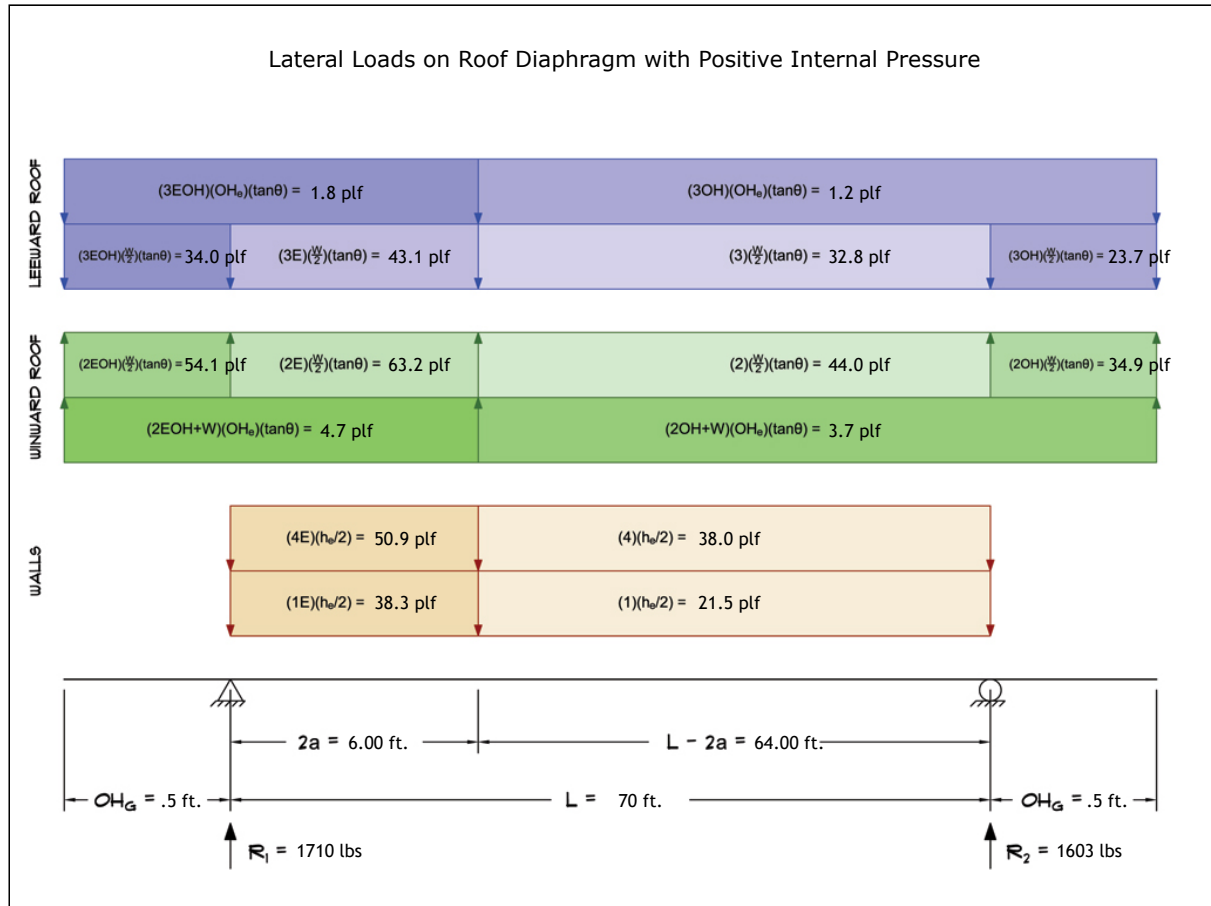 Lateral Loads on Roof Diaphragm with Positive Internal Pressure
LEEWARD ROOF
(3EOH)(OHₑ)(tanθ) = 1.8 plf
(3OH)(OHₑ)(tanθ) = 1.2 plf
(3EOH)(W/2)(tanθ) = 34.0 plf
(3E)(W/2)(tanθ) = 43.1 plf
(3)(W/2)(tanθ) = 32.8 plf
(3OH)(W/2)(tanθ) = 23.7 plf
WINWARD ROOF
(2EOH)(W/2)(tanθ) = 54.1 plf
(2E)(W/2)(tanθ) = 63.2 plf
(2)(W/2)(tanθ) = 44.0 plf
(2OH)(W/2)(tanθ) = 34.9 plf
(2EOH+W)(OHₑ)(tanθ) = 4.7 plf
(2OH+W)(OHₑ)(tanθ) = 3.7 plf
WALLS
(4E)(hₑ/2) = 50.9 plf
(4)(hₑ/2) = 38.0 plf
(1E)(hₑ/2) = 38.3 plf
(1)(hₑ/2) = 21.5 plf
2a = 6.00 ft.
L - 2a = 64.00 ft.
OH_G = .5 ft.
L = 70 ft.
OH_G = .5 ft.
R₁ = 1710 lbs
R₂ = 1603 lbs